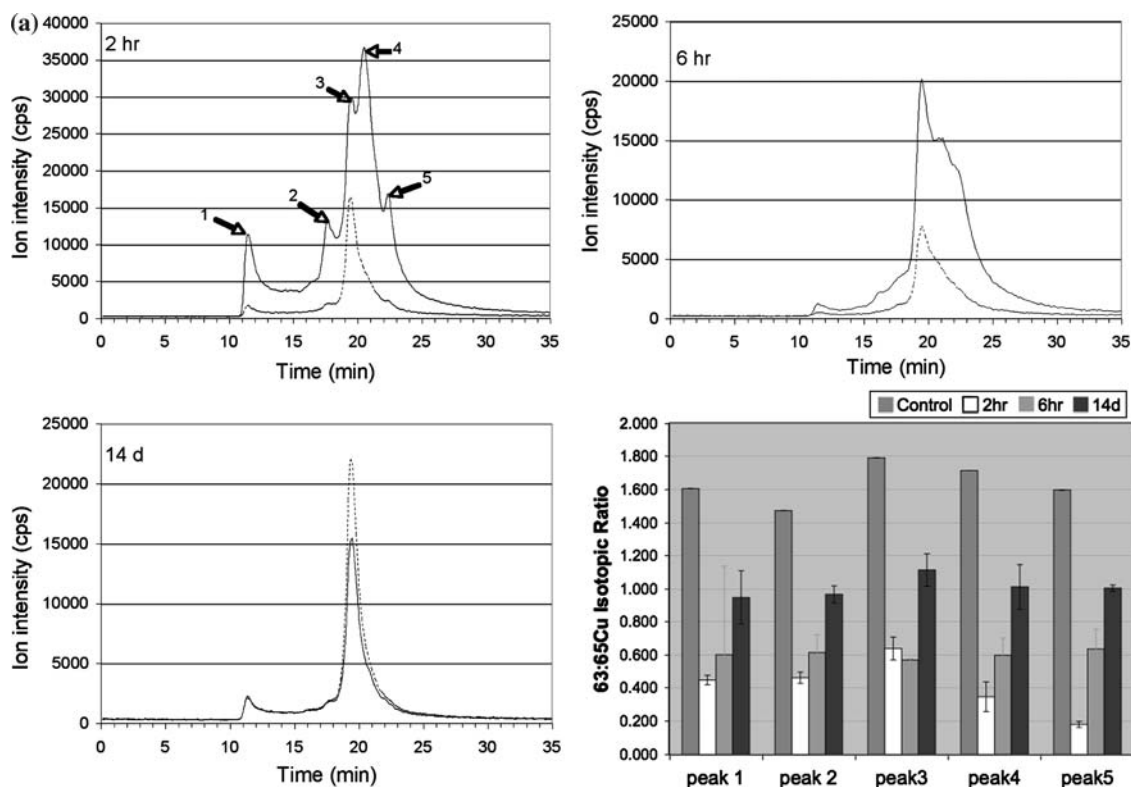 (a)
2 hr
Ion intensity (cps)
40000
35000
30000
25000
20000
15000
10000
5000
0
1
2
3
4
5
0 5 10 15 20 25 30 35
Time (min)
6 hr
Ion intensity (cps)
25000
20000
15000
10000
5000
0
0 5 10 15 20 25 30 35
Time (min)
14 d
Ion intensity (cps)
25000
20000
15000
10000
5000
0
0 5 10 15 20 25 30 35
Time (min)
Control 2hr 6hr 14d
63:65Cu Isotopic Ratio
2.000
1.800
1.600
1.400
1.200
1.000
0.800
0.600
0.400
0.200
0.000
peak 1 peak 2 peak3 peak4 peak5